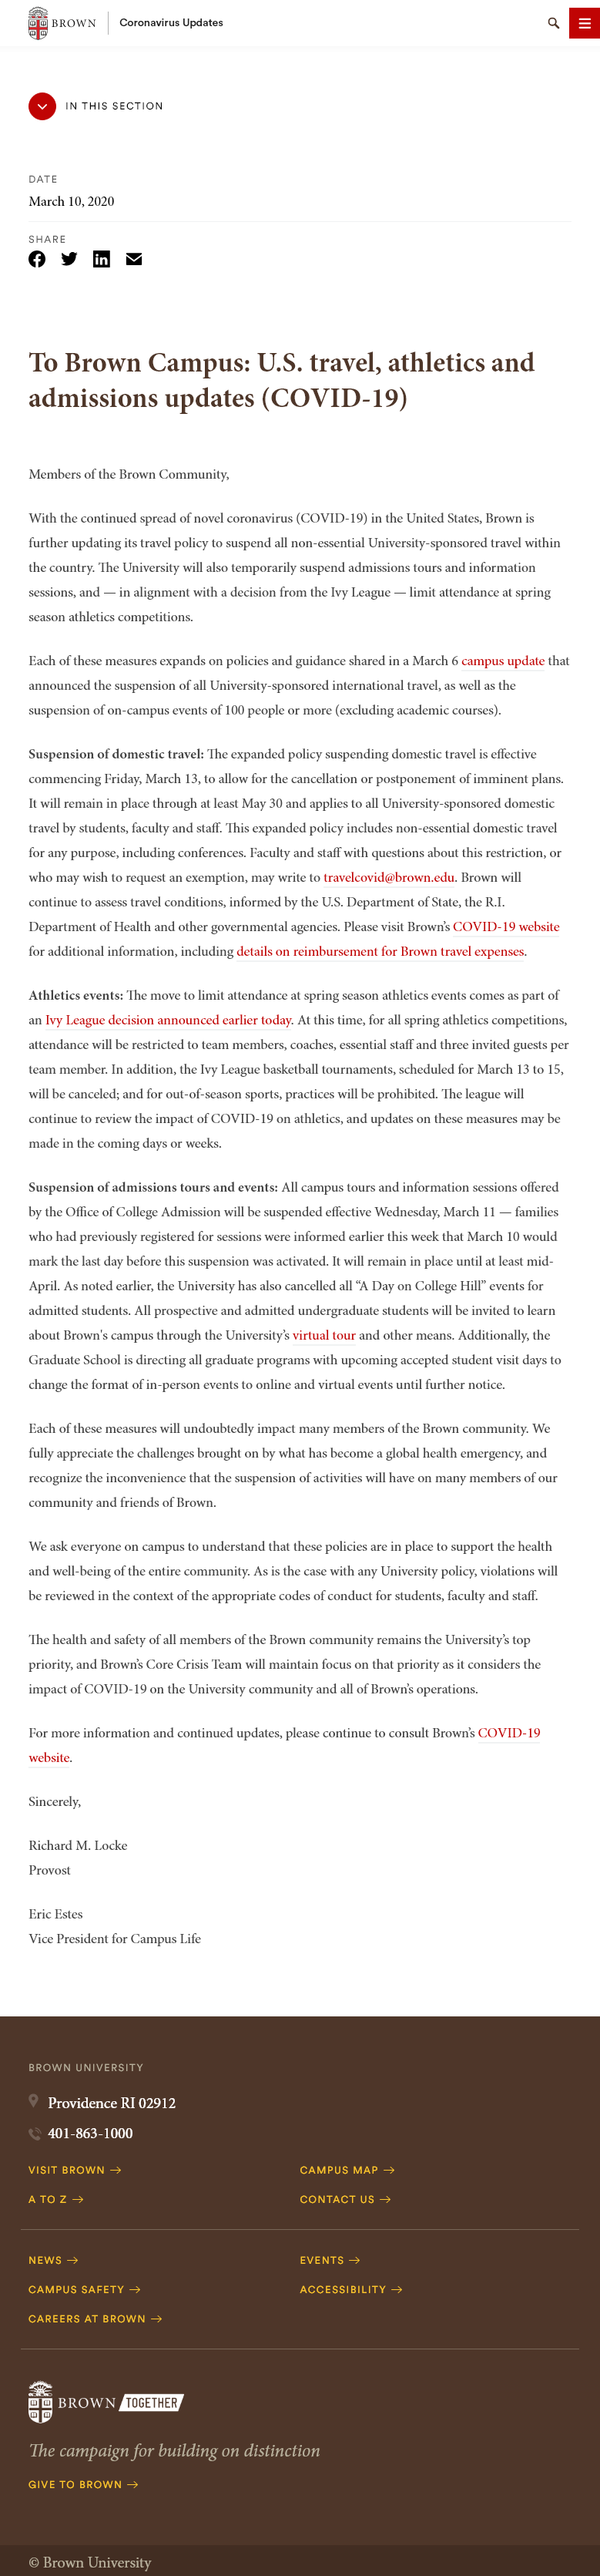 BROWN
Coronavirus Updates
IN THIS SECTION
DATE
March 10, 2020
SHARE
To Brown Campus: U.S. travel, athletics and
admissions updates (COVID-19)
Members of the Brown Community,
With the continued spread of novel coronavirus (COVID-19) in the United States, Brown is
further updating its travel policy to suspend all non-essential University-sponsored travel within
the country. The University will also temporarily suspend admissions tours and information
sessions, and — in alignment with a decision from the Ivy League — limit attendance at spring
season athletics competitions.
Each of these measures expands on policies and guidance shared in a March 6 campus update that
announced the suspension of all University-sponsored international travel, as well as the
suspension of on-campus events of 100 people or more (excluding academic courses).
Suspension of domestic travel: The expanded policy suspending domestic travel is effective
commencing Friday, March 13, to allow for the cancellation or postponement of imminent plans.
It will remain in place through at least May 30 and applies to all University-sponsored domestic
travel by students, faculty and staff. This expanded policy includes non-essential domestic travel
for any purpose, including conferences. Faculty and staff with questions about this restriction, or
who may wish to request an exemption, may write to travelcovid@brown.edu. Brown will
continue to assess travel conditions, informed by the U.S. Department of State, the R.I.
Department of Health and other governmental agencies. Please visit Brown’s COVID-19 website
for additional information, including details on reimbursement for Brown travel expenses.
Athletics events: The move to limit attendance at spring season athletics events comes as part of
an Ivy League decision announced earlier today. At this time, for all spring athletics competitions,
attendance will be restricted to team members, coaches, essential staff and three invited guests per
team member. In addition, the Ivy League basketball tournaments, scheduled for March 13 to 15,
will be canceled; and for out-of-season sports, practices will be prohibited. The league will
continue to review the impact of COVID-19 on athletics, and updates on these measures may be
made in the coming days or weeks.
Suspension of admissions tours and events: All campus tours and information sessions offered
by the Office of College Admission will be suspended effective Wednesday, March 11 — families
who had previously registered for sessions were informed earlier this week that March 10 would
mark the last day before this suspension was activated. It will remain in place until at least mid-
April. As noted earlier, the University has also cancelled all “A Day on College Hill” events for
admitted students. All prospective and admitted undergraduate students will be invited to learn
about Brown's campus through the University’s virtual tour and other means. Additionally, the
Graduate School is directing all graduate programs with upcoming accepted student visit days to
change the format of in-person events to online and virtual events until further notice.
Each of these measures will undoubtedly impact many members of the Brown community. We
fully appreciate the challenges brought on by what has become a global health emergency, and
recognize the inconvenience that the suspension of activities will have on many members of our
community and friends of Brown.
We ask everyone on campus to understand that these policies are in place to support the health
and well-being of the entire community. As is the case with any University policy, violations will
be reviewed in the context of the appropriate codes of conduct for students, faculty and staff.
The health and safety of all members of the Brown community remains the University’s top
priority, and Brown’s Core Crisis Team will maintain focus on that priority as it considers the
impact of COVID-19 on the University community and all of Brown’s operations.
For more information and continued updates, please continue to consult Brown’s COVID-19
website.
Sincerely,
Richard M. Locke
Provost
Eric Estes
Vice President for Campus Life
BROWN UNIVERSITY
Providence RI 02912
401-863-1000
VISIT BROWN
CAMPUS MAP
A TO Z
CONTACT US
NEWS
EVENTS
CAMPUS SAFETY
ACCESSIBILITY
CAREERS AT BROWN
BROWN TOGETHER
The campaign for building on distinction
GIVE TO BROWN
© Brown University